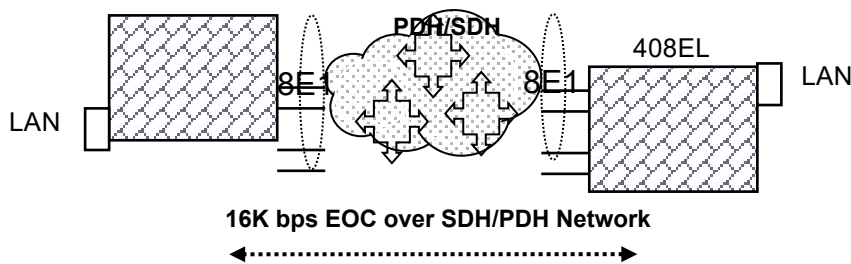 PDH/SDH
408EL
8E1
8E1
LAN
LAN
16K bps EOC over SDH/PDH Network